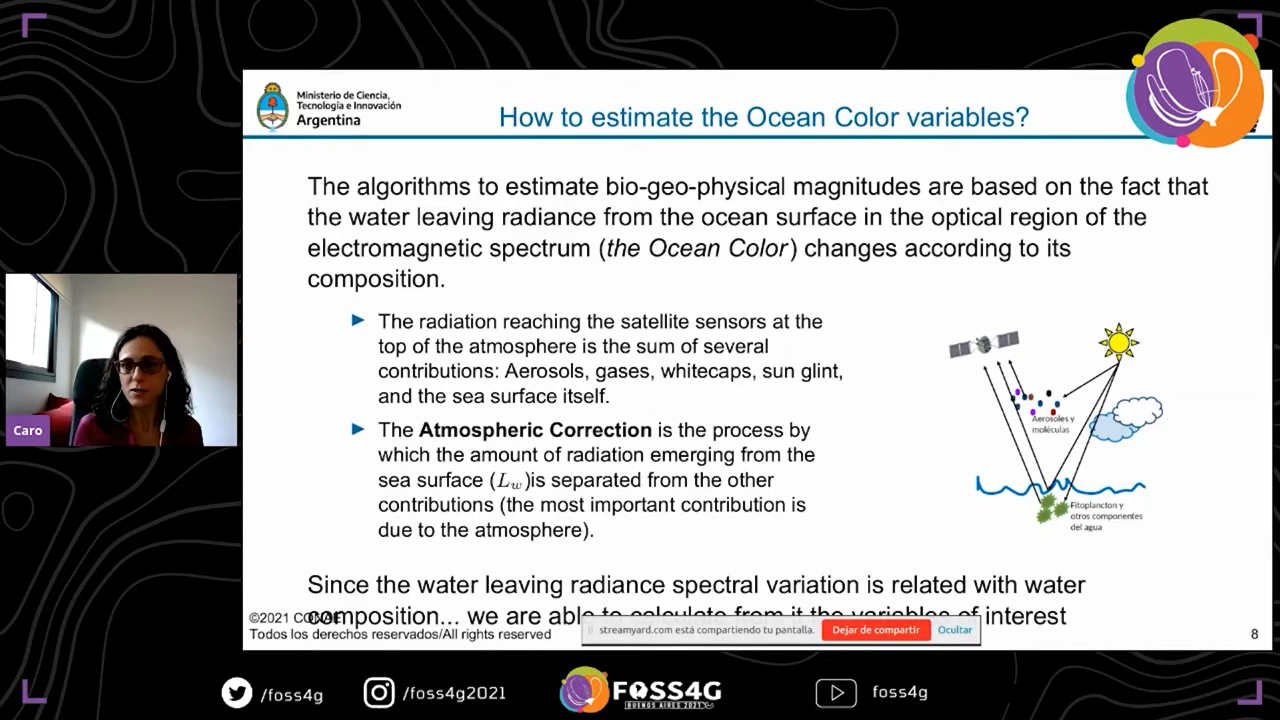 Ministerio de Ciencia,
Tecnología e Innovación
Argentina
How to estimate the Ocean Color variables?
The algorithms to estimate bio-geo-physical magnitudes are based on the fact that
the water leaving radiance from the ocean surface in the optical region of the
electromagnetic spectrum (the Ocean Color) changes according to its
composition.
The radiation reaching the satellite sensors at the
top of the atmosphere is the sum of several
contributions: Aerosols, gases, whitecaps, sun glint,
and the sea surface itself.
The Atmospheric Correction is the process by
which the amount of radiation emerging from the
sea surface (Lw)is separated from the other
contributions (the most important contribution is
due to the atmosphere).
Aerosoles y
moléculas
Fitoplancton y
otros componentes
del agua
Caro
Since the water leaving radiance spectral variation is related with water
composition... we are able to calculate from it the variables of interest
©2021 CONAE
Todos los derechos reservados/All rights reserved
streamyard.com está compartiendo tu pantalla. Dejar de compartir Ocultar
8
/foss4g
/foss4g2021
FOSS4G
BUENOS AIRES 2021
foss4g